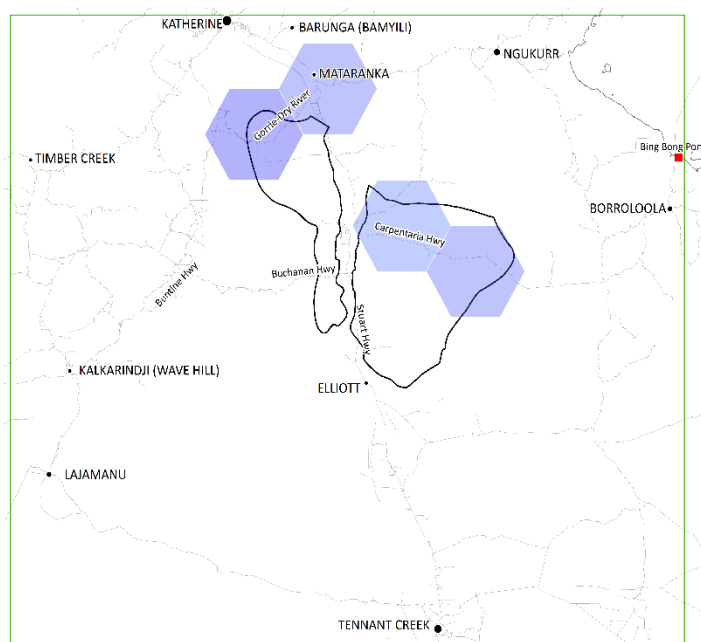 KATHERINE
BARUNGA (BAMYILI)
NGUKURR
MATARANKA
Gorrie-Dry River
Bing Bong Port
TIMBER CREEK
BORROLOOLA
Carpentaria Hwy
Buchanan Hwy
Buntine Hwy
Stuart Hwy
KALKARINDJI (WAVE HILL)
ELLIOTT
LAJAMANU
TENNANT CREEK